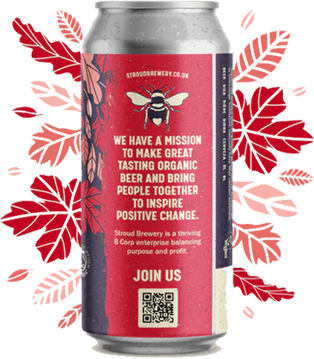 STROUDBREWERY.CO.UK
WE HAVE A MISSION
TO MAKE GREAT
TASTING ORGANIC
BEER AND BRING
PEOPLE TOGETHER
TO INSPIRE
POSITIVE CHANGE.
Stroud Brewery is a thriving
B Corp enterprise balancing
purpose and profit.
JOIN US